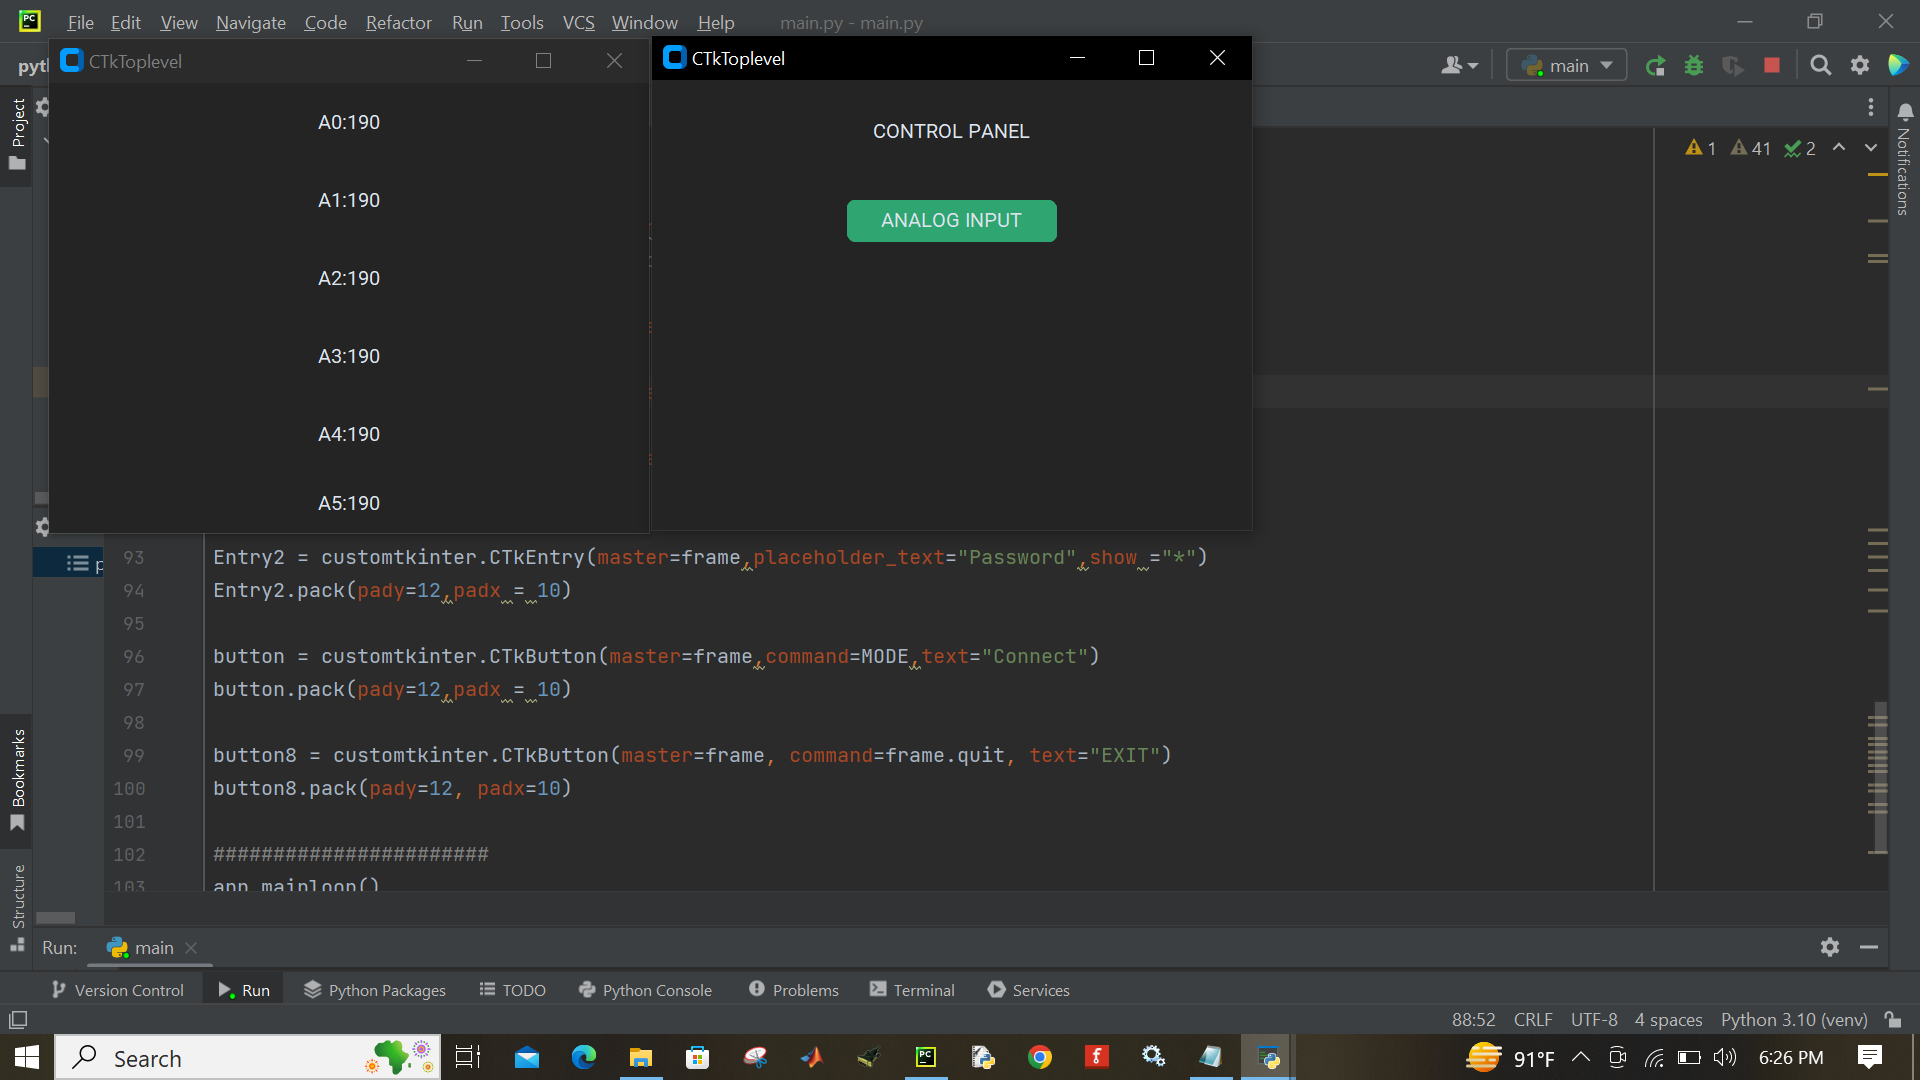 File Edit View Navigate Code Refactor Run Tools VCS Window Help main.py - main.py
CTkToplevel
A0:190
A1:190
A2:190
A3:190
A4:190
A5:190
CTkToplevel
CONTROL PANEL
ANALOG INPUT
pyt
main
Project
1 41 2
Notifications
93 Entry2 = customtkinter.CTkEntry(master=frame,placeholder_text="Password",show ="*")
94 Entry2.pack(pady=12,padx = 10)
95
96 button = customtkinter.CTkButton(master=frame,command=MODE,text="Connect")
97 button.pack(pady=12,padx = 10)
98
99 button8 = customtkinter.CTkButton(master=frame, command=frame.quit, text="EXIT")
100 button8.pack(pady=12, padx=10)
101
102 #######################
103 app.mainloop()
p
Bookmarks
Structure
Run: main
Version Control Run Python Packages TODO Python Console Problems Terminal Services
88:52 CRLF UTF-8 4 spaces Python 3.10 (venv)
Search
PC
91°F 6:26 PM